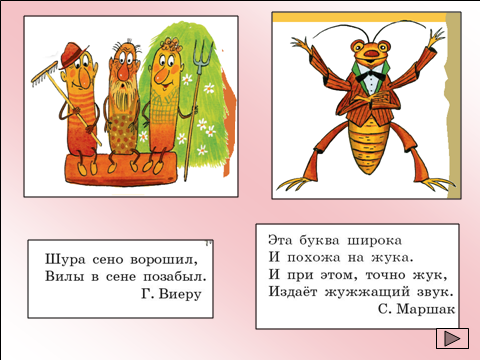 Шура сено ворошил,
Вилы в сене позабыл.
Г. Виеру
Эта буква широка
И похожа на жука.
И при этом, точно жук,
Издаёт жужжащий звук.
С. Маршак